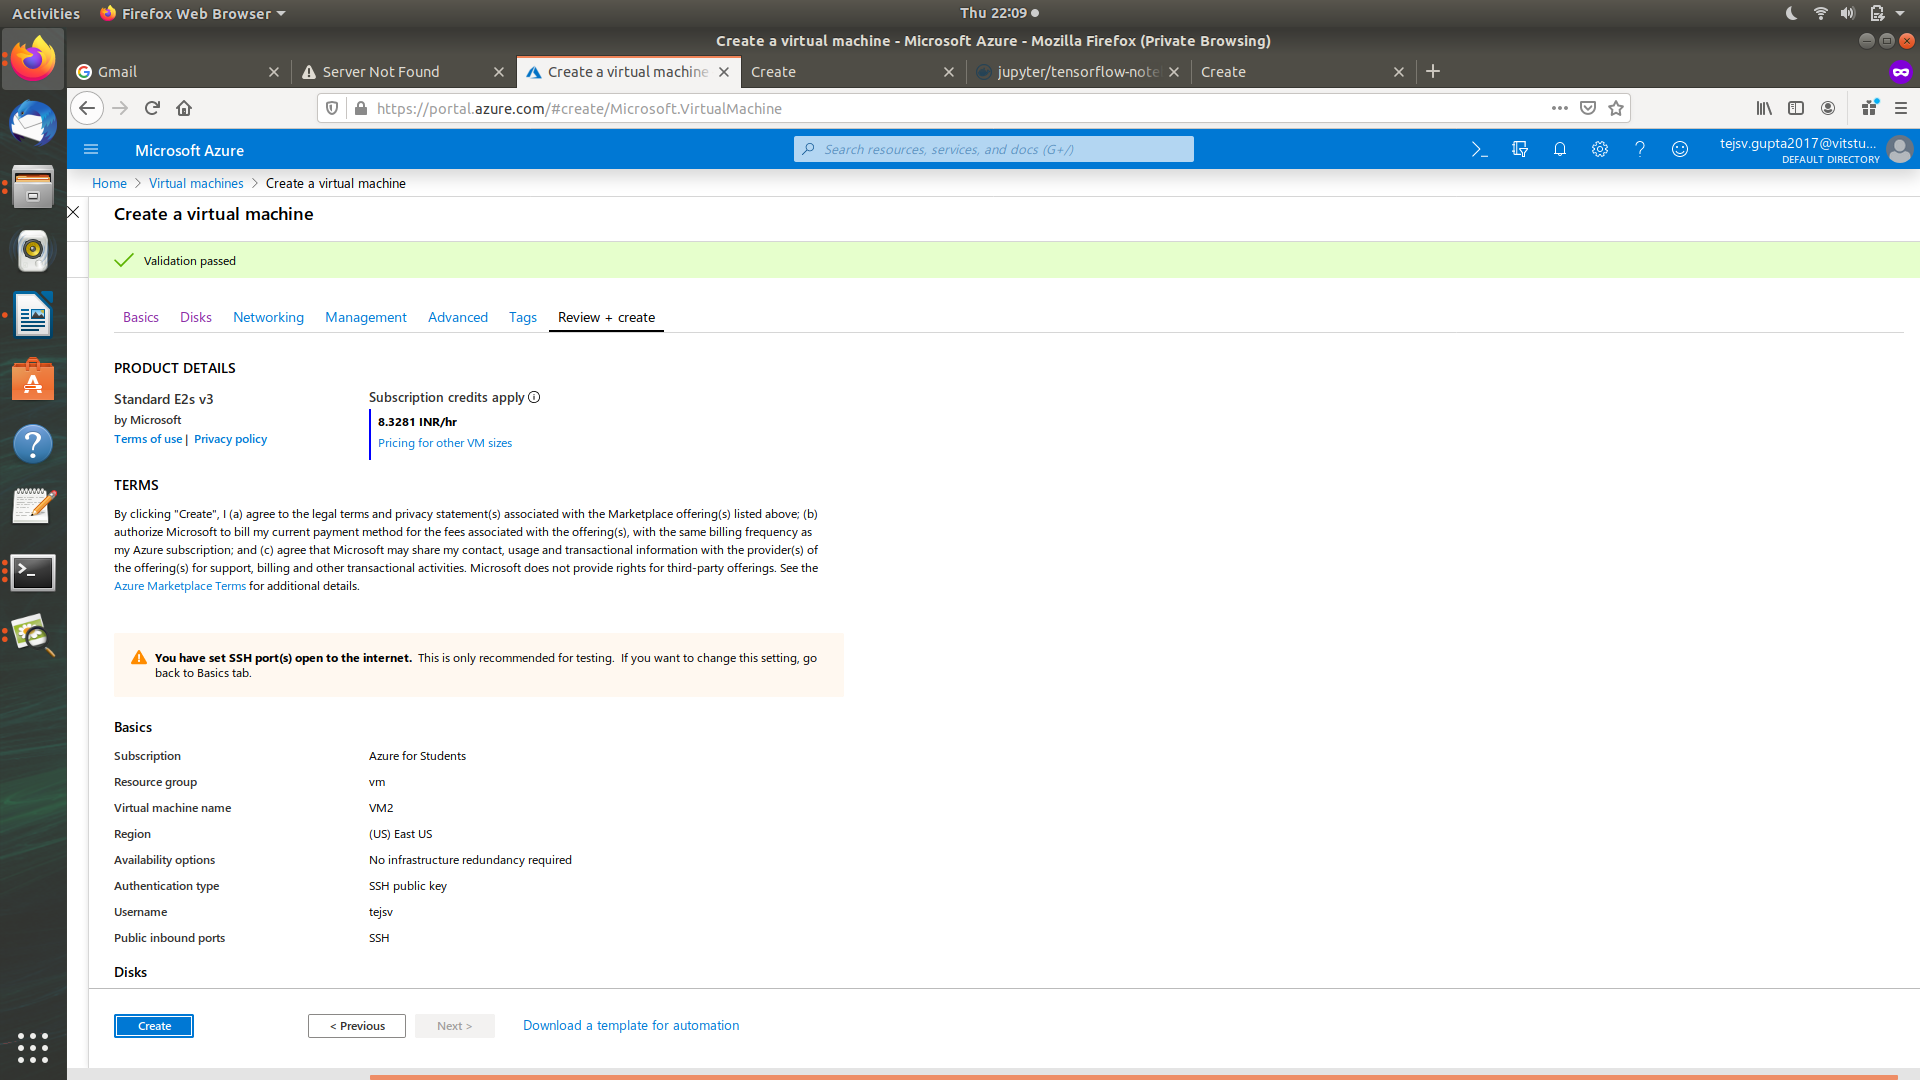 Activities
Firefox Web Browser
Thu 22:09
Create a virtual machine - Microsoft Azure - Mozilla Firefox (Private Browsing)
Gmail
Server Not Found
Create a virtual machine
Create
jupyter/tensorflow-note
Create
https://portal.azure.com/#create/Microsoft.VirtualMachine
Microsoft Azure
Search resources, services, and docs (G+/)
tejsv.gupta2017@vitstu...
DEFAULT DIRECTORY
Home > Virtual machines > Create a virtual machine
Create a virtual machine
Validation passed
Basics Disks Networking Management Advanced Tags Review + create
PRODUCT DETAILS
Standard E2s v3
by Microsoft
Terms of use | Privacy policy
Subscription credits apply
8.3281 INR/hr
Pricing for other VM sizes
TERMS
By clicking "Create", I (a) agree to the legal terms and privacy statement(s) associated with the Marketplace offering(s) listed above; (b)
authorize Microsoft to bill my current payment method for the fees associated with the offering(s), with the same billing frequency as
my Azure subscription; and (c) agree that Microsoft may share my contact, usage and transactional information with the provider(s) of
the offering(s) for support, billing and other transactional activities. Microsoft does not provide rights for third-party offerings. See the
Azure Marketplace Terms for additional details.
You have set SSH port(s) open to the internet. This is only recommended for testing. If you want to change this setting, go
back to Basics tab.
Basics
Subscription Azure for Students
Resource group vm
Virtual machine name VM2
Region (US) East US
Availability options No infrastructure redundancy required
Authentication type SSH public key
Username tejsv
Public inbound ports SSH
Disks
Create
< Previous
Next >
Download a template for automation